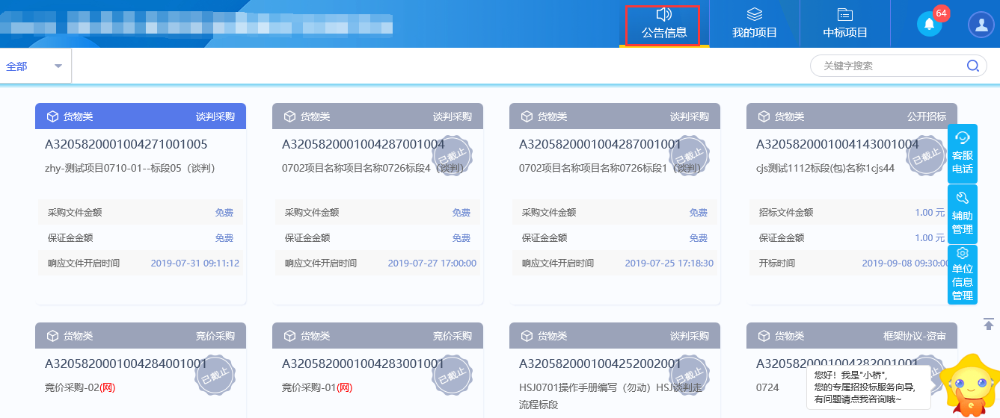 公告信息
我的项目
中标项目
64
全部
关键字搜索
货物类 谈判采购
A3205820001004271001005
zhy-测试项目0710-01--标段05（谈判）
采购文件金额 免费
保证金金额 免费
响应文件开启时间 2019-07-31 09:11:12
货物类 谈判采购
A3205820001004287001004
已截止
0702项目名称项目名称0726标段4（谈判）
采购文件金额 免费
保证金金额 免费
响应文件开启时间 2019-07-27 17:00:00
货物类 谈判采购
A3205820001004287001001
已截止
0702项目名称项目名称0726标段1（谈判）
采购文件金额 免费
保证金金额 免费
响应文件开启时间 2019-07-25 17:18:30
货物类 公开招标
A3205820001004143001004
已截止
cjs测试1112标段(包)名称1cjs44
招标文件金额 1.00 元
保证金金额 1.00 元
开标时间 2019-09-08 09:30:00
客服
电话
辅助
管理
单位
信息
管理
货物类 竞价采购
A3205820001004284001001
已截止
竞价采购-02(网)
货物类 竞价采购
A3205820001004283001001
已截止
竞价采购-01(网)
货物类 谈判采购
A3205820001004252002001
已截止
HSJ0701操作手册编写（勿动）HSJ谈判走
流程标段
货物类 框架协议-资审
A3205820001004282001001
0724
您好！我是"小桥",
您的专属招投标服务向导,
有问题请点我咨询哦~